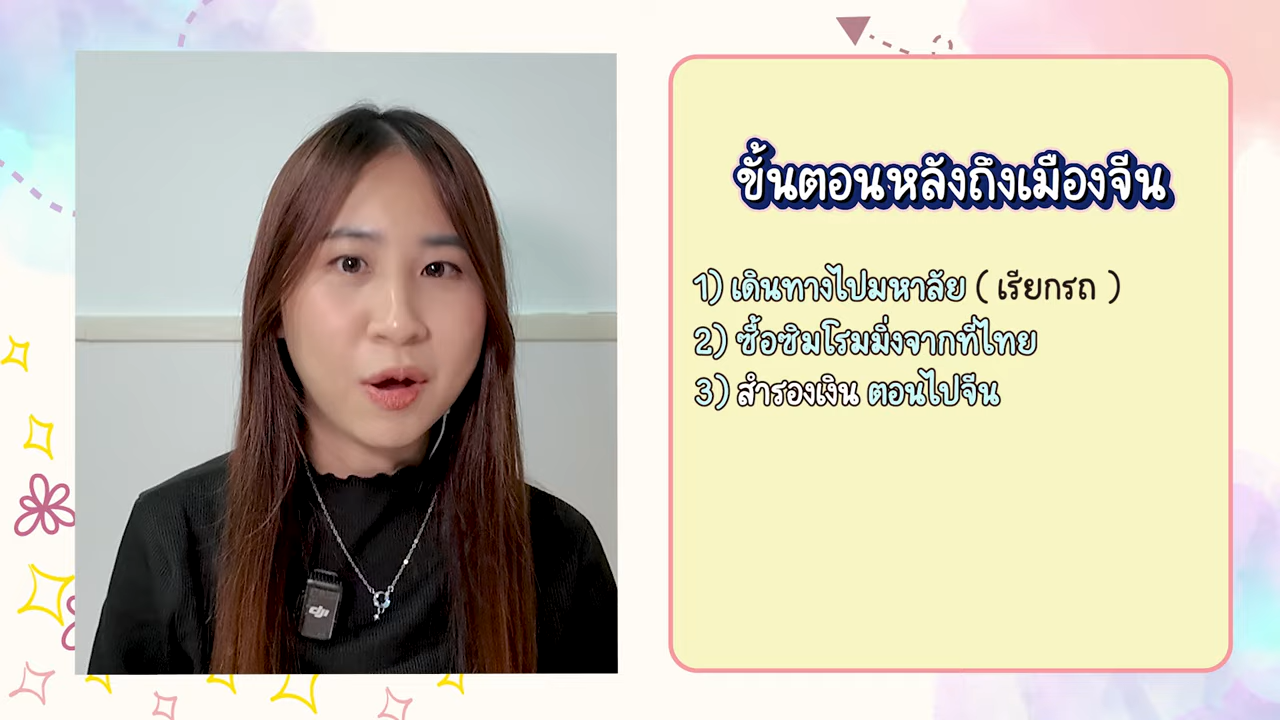 ขั้นตอนหลังถึงเมืองจีน
1) เดินทางไปมหาลัย ( เรียกรถ )
2) ซื้อซิมโรมมิ่งจากที่ไทย
3) สำรองเงิน ตอนไปจีน
dji